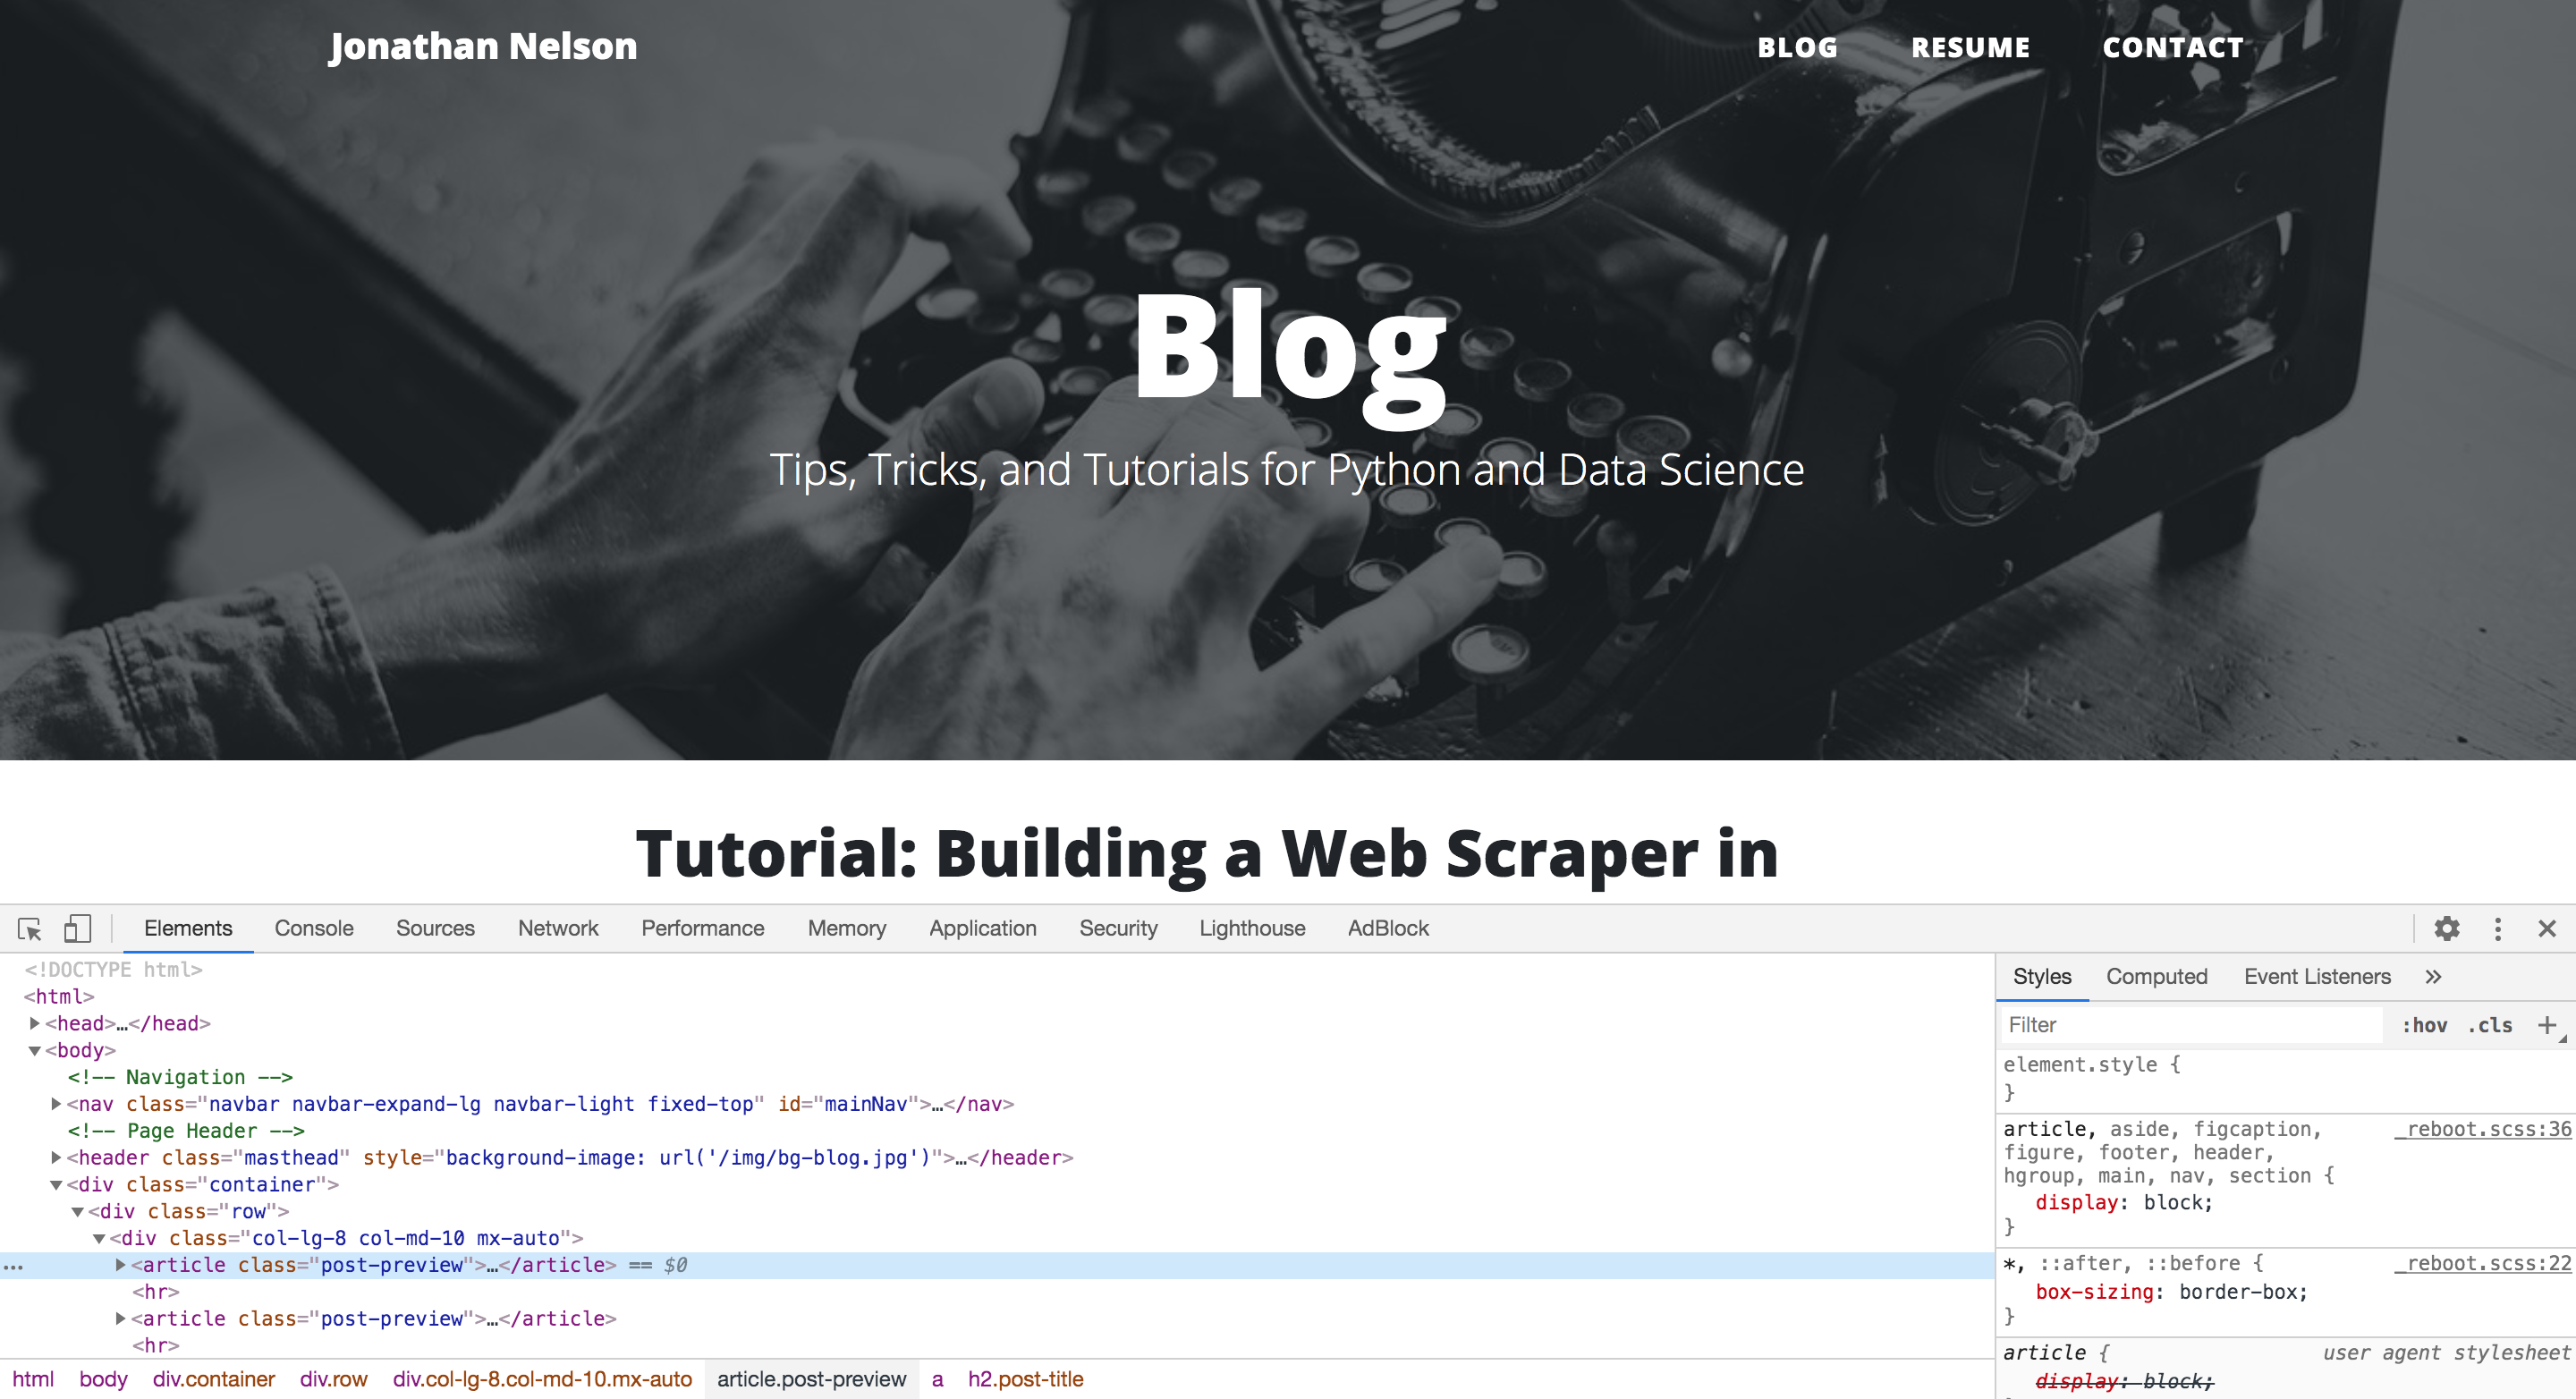 Jonathan Nelson
BLOG RESUME CONTACT
Blog
Tips, Tricks, and Tutorials for Python and Data Science
Tutorial: Building a Web Scraper in
Elements Console Sources Network Performance Memory Application Security Lighthouse AdBlock
<!DOCTYPE html>
<html>
<head>…</head>
<body>
<!-- Navigation -->
<nav class="navbar navbar-expand-lg navbar-light fixed-top" id="mainNav">…</nav>
<!-- Page Header -->
<header class="masthead" style="background-image: url('/img/bg-blog.jpg')">…</header>
<div class="container">
<div class="row">
<div class="col-lg-8 col-md-10 mx-auto">
<article class="post-preview">…</article> == $0
<hr>
<article class="post-preview">…</article>
<hr>
html body div.container div.row div.col-lg-8.col-md-10.mx-auto article.post-preview a h2.post-title
Styles Computed Event Listeners »
Filter :hov .cls +
element.style {
}
article, aside, figcaption, _reboot.scss:36
figure, footer, header,
hgroup, main, nav, section {
display: block;
}
*, ::after, ::before { _reboot.scss:22
box-sizing: border-box;
}
article { user agent stylesheet
display: block;